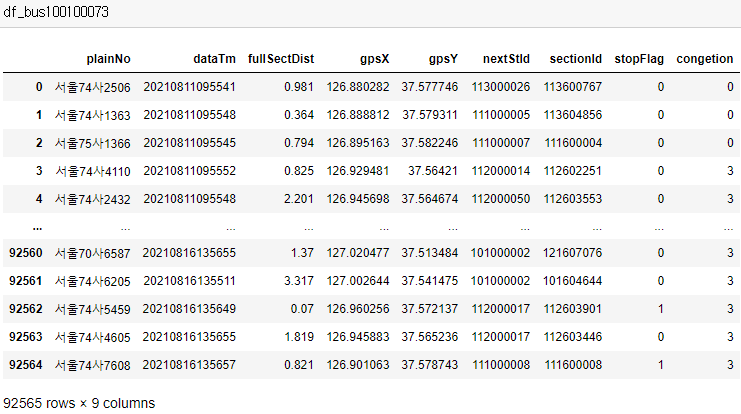 df_bus100100073
plainNo dataTm fullSectDist gpsX gpsY nextStId sectionId stopFlag congetion
0 서울74사2506 20210811095541 0.981 126.880282 37.577746 113000026 113600767 0 0
1 서울74사1363 20210811095548 0.364 126.888812 37.579311 111000005 113604856 0 0
2 서울75사1366 20210811095545 0.794 126.895163 37.582246 111000007 111600004 0 0
3 서울74사4110 20210811095552 0.825 126.929481 37.56421 112000014 112602251 0 3
4 서울74사2432 20210811095548 2.201 126.945698 37.564674 112000050 112603553 0 3
... ... ... ... ... ... ... ... ... ...
92560 서울70사6587 20210816135655 1.37 127.020477 37.513484 101000002 121607076 0 3
92561 서울74사6205 20210816135511 3.317 127.002644 37.541475 101000002 101604644 0 3
92562 서울74사5459 20210816135649 0.07 126.960256 37.572137 112000017 112603901 1 3
92563 서울74사4605 20210816135655 1.819 126.945883 37.565236 112000017 112603446 0 3
92564 서울74사7608 20210816135657 0.821 126.901063 37.578743 111000008 111600008 1 3
92565 rows × 9 columns